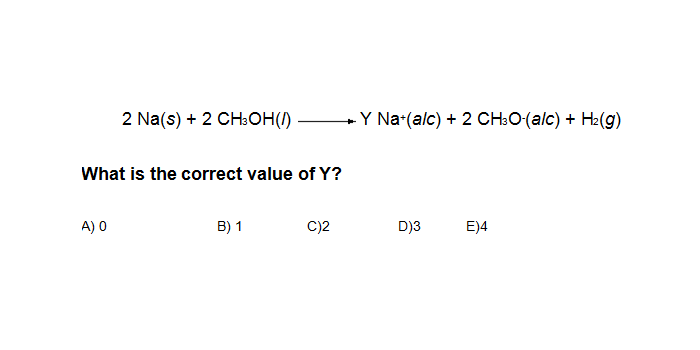 2 Na(s) + 2 CH₃OH(l) ⟶ Y Na⁺(alc) + 2 CH₃O⁻(alc) + H₂(g)
What is the correct value of Y?
A) 0 B) 1 C)2 D)3 E)4